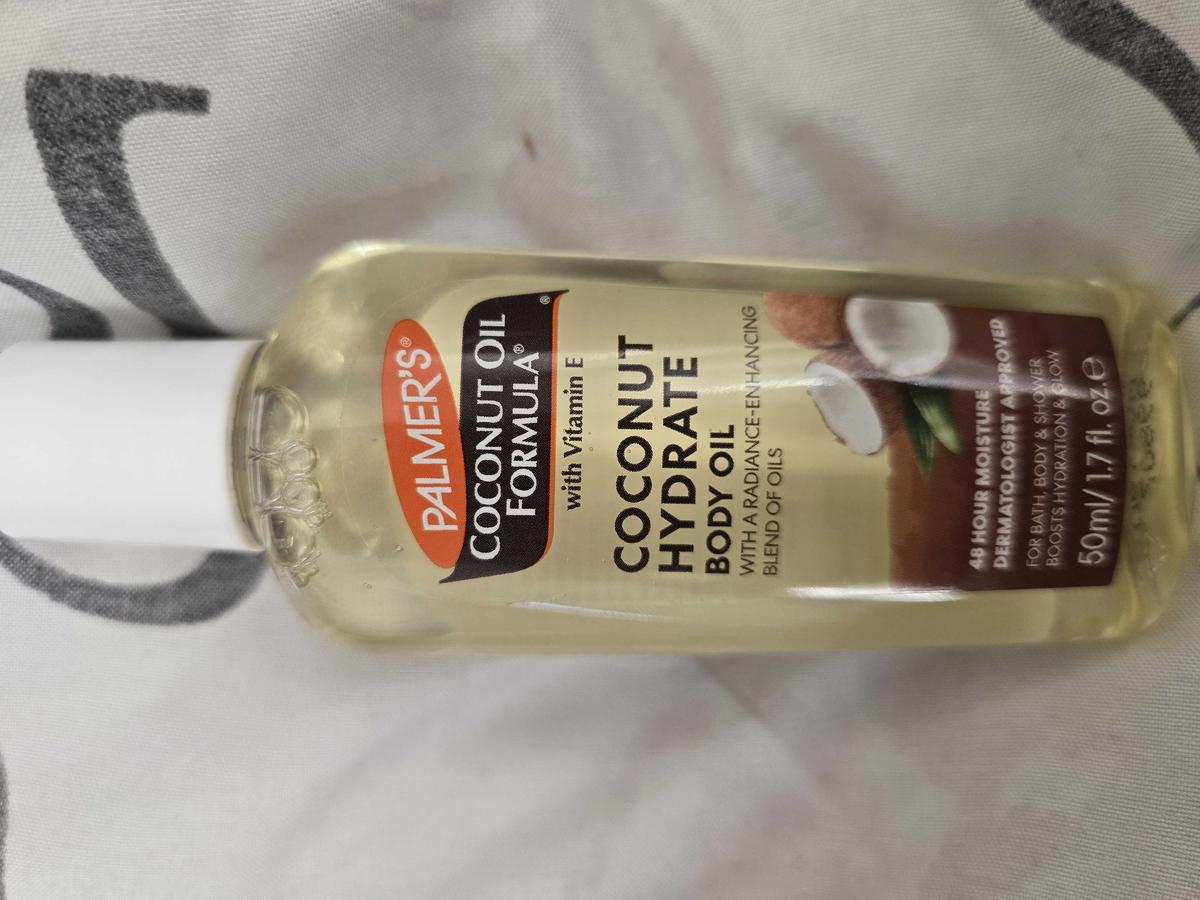 PALMER'S®
COCONUT OIL
FORMULA®
with Vitamin E
COCONUT
HYDRATE
BODY OIL
WITH A RADIANCE-ENHANCING
BLEND OF OILS
48 HOUR MOISTURE
DERMATOLOGIST APPROVED
FOR BATH, BODY & SHOWER
BOOSTS HYDRATION & GLOW
50ml/ 1.7 fl. oz. ℮